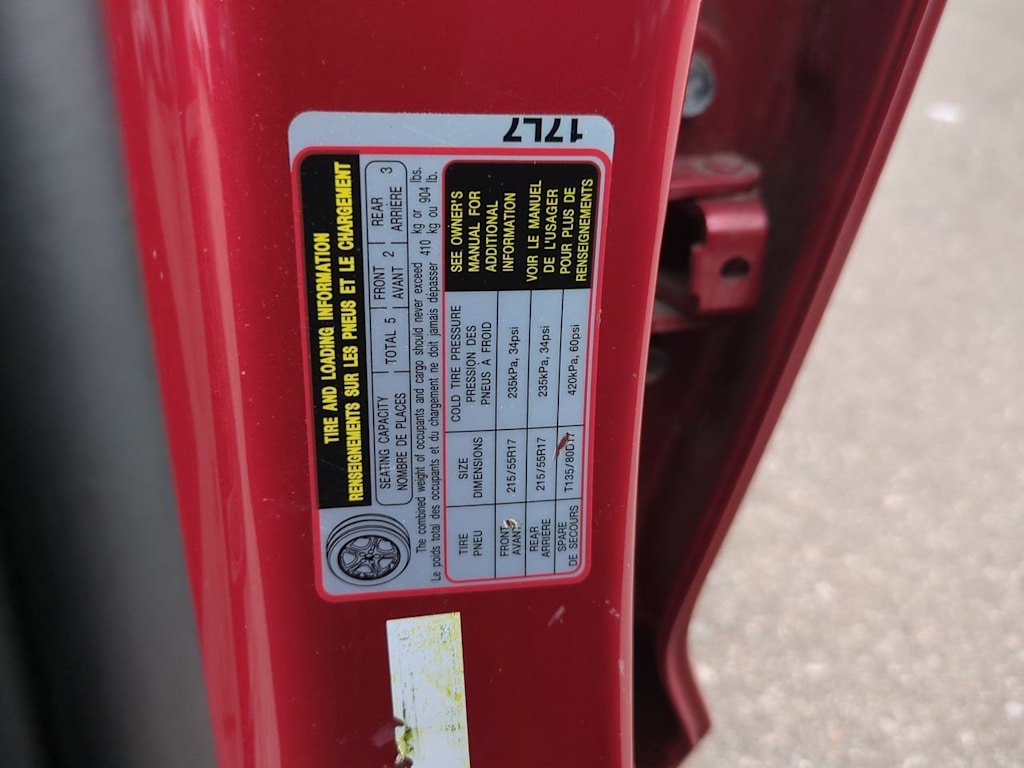 17L7
TIRE AND LOADING INFORMATION
RENSEIGNEMENTS SUR LES PNEUS ET LE CHARGEMENT
SEATING CAPACITY
NOMBRE DE PLACES
TOTAL 5
FRONT
AVANT
2
REAR
ARRIÈRE
3
The combined weight of occupants and cargo should never exceed 410 kg or 904 lbs.
Le poids total des occupants et du chargement ne doit jamais dépasser 410 kg ou 904 lb.
TIRE
PNEU
SIZE
DIMENSIONS
COLD TIRE PRESSURE
PRESSION DES
PNEUS À FROID
FRONT
AVANT
215/55R17
235kPa, 34psi
REAR
ARRIÈRE
215/55R17
235kPa, 34psi
SPARE
DE SECOURS
T135/80D17
420kPa, 60psi
SEE OWNER'S
MANUAL FOR
ADDITIONAL
INFORMATION
VOIR LE MANUEL
DE L'USAGER
POUR PLUS DE
RENSEIGNEMENTS